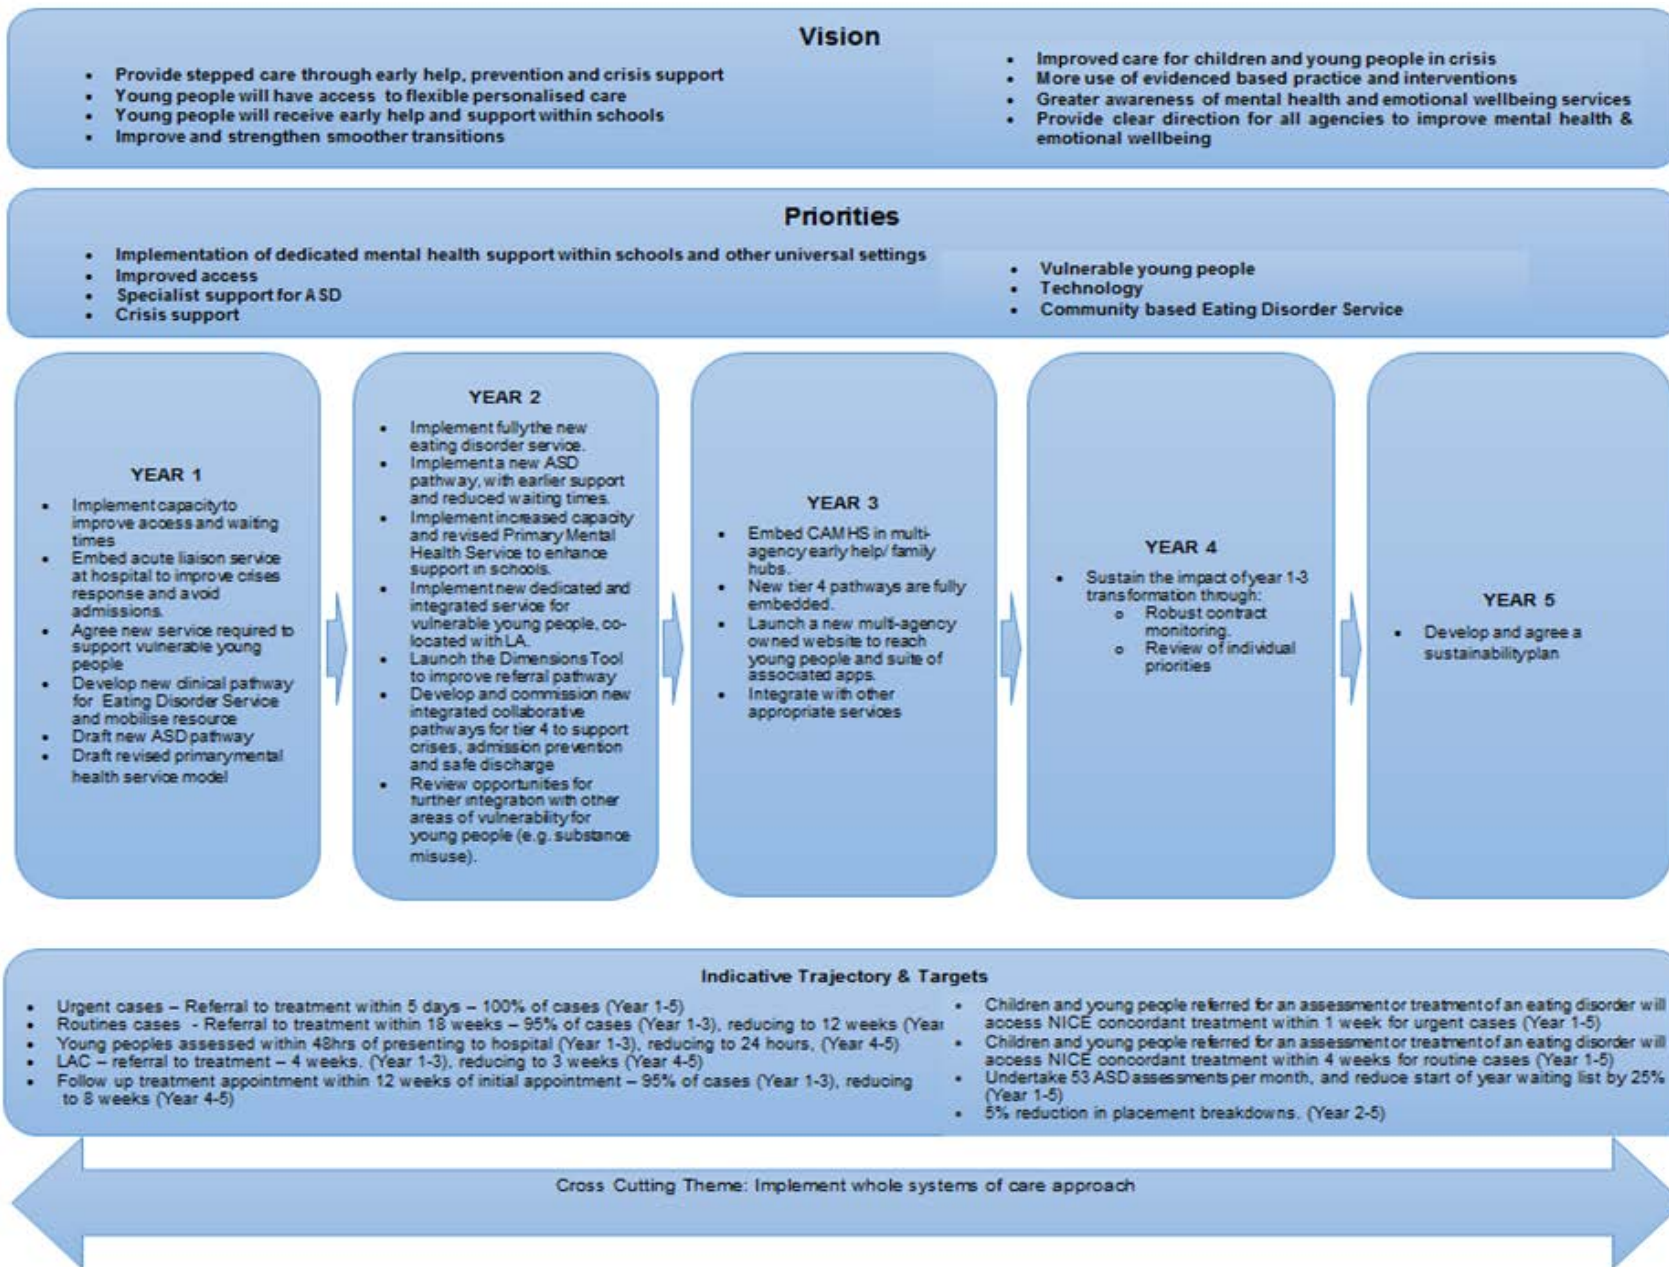 Vision
• Provide stepped care through early help, prevention and crisis support
• Young people will have access to flexible personalised care
• Young people will receive early help and support within schools
• Improve and strengthen smoother transitions
• Improved care for children and young people in crisis
• More use of evidenced based practice and interventions
• Greater awareness of mental health and emotional wellbeing services
• Provide clear direction for all agencies to improve mental health &
emotional wellbeing
Priorities
• Implementation of dedicated mental health support within schools and other universal settings
• Improved access
• Specialist support for ASD
• Crisis support
• Vulnerable young people
• Technology
• Community based Eating Disorder Service
YEAR 1
• Implement capacity to
improve access and waiting
times
• Embed acute liaison service
at hospital to improve crises
response and avoid
admissions.
• Agree new service required to
support vulnerable young
people
• Develop new clinical pathway
for Eating Disorder Service
and mobilise resource
• Draft new ASD pathway
• Draft revised primary mental
health service model
YEAR 2
• Implement fully the new
eating disorder service.
• Implement a new ASD
pathway, with earlier support
and reduced waiting times.
• Implement increased capacity
and revised Primary Mental
Health Service to enhance
support in schools.
• Implement new dedicated and
integrated service for
vulnerable young people, co-
located with LA.
• Launch the Dimensions Tool
to improve referral pathway
• Develop and commission new
integrated collaborative
pathways for tier 4 to support
crises, admission prevention
and safe discharge
• Review opportunities for
further integration with other
areas of vulnerability for
young people (e.g. substance
misuse).
YEAR 3
• Embed CAMHS in multi-
agency early help/ family
hubs.
• New tier 4 pathways are fully
embedded.
• Launch a new multi-agency
owned website to reach
young people and suite of
associated apps.
• Integrate with other
appropriate services
YEAR 4
• Sustain the impact of year 1-3
transformation through:
o Robust contract
monitoring.
o Review of individual
priorities
YEAR 5
• Develop and agree a
sustainability plan
Indicative Trajectory & Targets
• Urgent cases – Referral to treatment within 5 days – 100% of cases (Year 1-5)
• Routines cases - Referral to treatment within 18 weeks – 95% of cases (Year 1-3), reducing to 12 weeks (Year
• Young peoples assessed within 48hrs of presenting to hospital (Year 1-3), reducing to 24 hours, (Year 4-5)
• LAC – referral to treatment – 4 weeks. (Year 1-3), reducing to 3 weeks (Year 4-5)
• Follow up treatment appointment within 12 weeks of initial appointment – 95% of cases (Year 1-3), reducing
to 8 weeks (Year 4-5)
• Children and young people referred for an assessment or treatment of an eating disorder will
access NICE concordant treatment within 1 week for urgent cases (Year 1-5)
• Children and young people referred for an assessment or treatment of an eating disorder will
access NICE concordant treatment within 4 weeks for routine cases (Year 1-5)
• Undertake 53 ASD assessments per month, and reduce start of year waiting list by 25%
(Year 1-5)
• 5% reduction in placement breakdowns. (Year 2-5)
Cross Cutting Theme: Implement whole systems of care approach